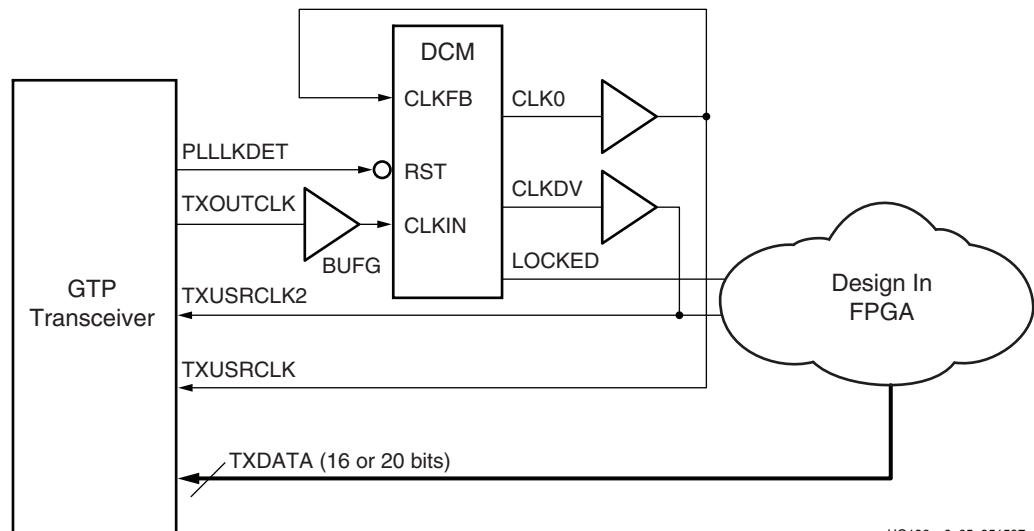 DCM
CLKFB
CLK0
PLLLKDET
RST
TXOUTCLK
CLKDV
CLKIN
BUFG
LOCKED
GTP
Transceiver
TXUSRCLK2
Design In
FPGA
TXUSRCLK
TXDATA (16 or 20 bits)